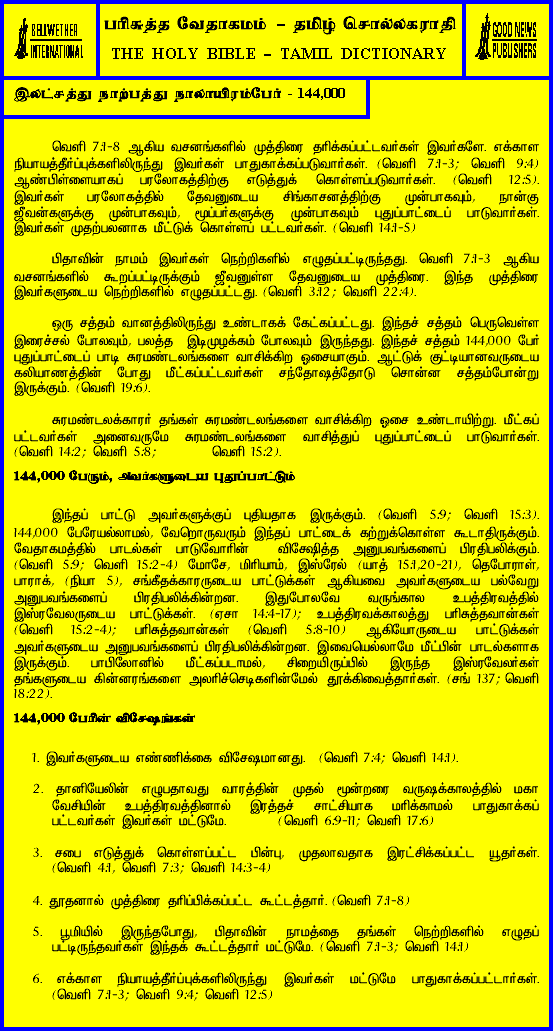 BELLWETHER
INTERNATIONAL
பரிசுத்த வேதாகமம் – தமிழ் சொல்லகராதி
THE HOLY BIBLE – TAMIL DICTIONARY
GOOD NEWS
PUBLISHERS
இலட்சத்து நாற்பத்து நாலாயிரம்பேர் - 144,000
வெளி 7:1-8 ஆகிய வசனங்களில் முத்திரை தரிக்கப்பட்டவர்கள் இவர்களே. எக்காள
நியாயத்தீர்ப்புக்களிலிருந்து இவர்கள் பாதுகாக்கப்படுவார்கள். (வெளி 7:1-3; வெளி 9:4)
ஆண்பிள்ளையாகப் பரலோகத்திற்கு எடுத்துக் கொள்ளப்படுவார்கள். (வெளி 12:5).
இவர்கள் பரலோகத்தில் தேவனுடைய சிங்காசனத்திற்கு முன்பாகவும், நான்கு
ஜீவன்களுக்கு முன்பாகவும், மூப்பர்களுக்கு முன்பாகவும் புதுப்பாட்டைப் பாடுவார்கள்.
இவர்கள் முதற்பலனாக மீட்டுக் கொள்ளப் பட்டவர்கள். (வெளி 14:1-5)
பிதாவின் நாமம் இவர்கள் நெற்றிகளில் எழுதப்பட்டிருந்தது. வெளி 7:1-3 ஆகிய
வசனங்களில் கூறப்பட்டிருக்கும் ஜீவனுள்ள தேவனுடைய முத்திரை. இந்த முத்திரை
இவர்களுடைய நெற்றிகளில் எழுதப்பட்டது. (வெளி 3:12; வெளி 22:4).
ஒரு சத்தம் வானத்திலிருந்து உண்டாகக் கேட்கப்பட்டது. இந்தச் சத்தம் பெருவெள்ள
இரைச்சல் போலவும், பலத்த இடிமுழக்கம் போலவும் இருந்தது. இந்தச் சத்தம் 144,000 பேர்
புதுப்பாட்டைப் பாடி சுரமண்டலங்களை வாசிக்கிற ஓசையாகும். ஆட்டுக் குட்டியானவருடைய
கலியாணத்தின் போது மீட்கப்பட்டவர்கள் சந்தோஷத்தோடு சொன்ன சத்தம்போன்று
இருக்கும். (வெளி 19:6).
சுரமண்டலக்காரர் தங்கள் சுரமண்டலங்களை வாசிக்கிற ஓசை உண்டாயிற்று. மீட்கப்
பட்டவர்கள் அனைவருமே சுரமண்டலங்களை வாசித்துப் புதுப்பாட்டைப் பாடுவார்கள்.
(வெளி 14:2; வெளி 5:8; வெளி 15:2).
144,000 பேரும், அவர்களுடைய புதுப்பாட்டும்
இந்தப் பாட்டு அவர்களுக்குப் புதியதாக இருக்கும். (வெளி 5:9; வெளி 15:3).
144,000 பேரேயல்லாமல், வேறொருவரும் இந்தப் பாட்டைக் கற்றுக்கொள்ள கூடாதிருக்கும்.
வேதாகமத்தில் பாடல்கள் பாடுவோரின் விசேஷித்த அனுபவங்களைப் பிரதிபலிக்கும்.
(வெளி 5:9; வெளி 15:2-4) மோசே, மிரியாம், இஸ்ரேல் (யாத் 15:1,20-21), தெபோராள்,
பாராக், (நியா 5), சங்கீதக்காரருடைய பாட்டுக்கள் ஆகியவை அவர்களுடைய பல்வேறு
அனுபவங்களைப் பிரதிபலிக்கின்றன. இதுபோலவே வருங்கால உபத்திரவத்தில்
இஸ்ரவேலருடைய பாட்டுக்கள். (ஏசா 14:4-17); உபத்திரவக்காலத்து பரிசுத்தவான்கள்
(வெளி 15:2-4); பரிசுத்தவான்கள் (வெளி 5:8-10) ஆகியோருடைய பாட்டுக்கள்
அவர்களுடைய அனுபவங்களைப் பிரதிபலிக்கின்றன. இவையெல்லாமே மீட்பின் பாடல்களாக
இருக்கும். பாபிலோனில் மீட்கப்படாமல், சிறையிருப்பில் இருந்த இஸ்ரவேலர்கள்
தங்களுடைய கின்னரங்களை அலரிச்செடிகளின்மேல் தூக்கிவைத்தார்கள். (சங் 137; வெளி
18:22).
144,000 பேரின் விசேஷங்கள்
1. இவர்களுடைய எண்ணிக்கை விசேஷமானது. (வெளி 7:4; வெளி 14:1).
2. தானியேலின் எழுபதாவது வாரத்தின் முதல் மூன்றரை வருஷக்காலத்தில் மகா
வேசியின் உபத்திரவத்தினால் இரத்தச் சாட்சியாக மரிக்காமல் பாதுகாக்கப்
பட்டவர்கள் இவர்கள் மட்டுமே. (வெளி 6:9-11; வெளி 17:6)
3. சபை எடுத்துக் கொள்ளப்பட்ட பின்பு, முதலாவதாக இரட்சிக்கப்பட்ட யூதர்கள்.
(வெளி 4:1, வெளி 7:3; வெளி 14:3-4)
4. தூதனால் முத்திரை தரிப்பிக்கப்பட்ட கூட்டத்தார். (வெளி 7:1-8)
5. பூமியில் இருந்தபோது, பிதாவின் நாமத்தை தங்கள் நெற்றிகளில் எழுதப்
பட்டிருந்தவர்கள் இந்தக் கூட்டத்தார் மட்டுமே. (வெளி 7:1-3; வெளி 14:1)
6. எக்காள நியாயத்தீர்ப்புக்களிலிருந்து இவர்கள் மட்டுமே பாதுகாக்கப்பட்டார்கள்.
(வெளி 7:1-3; வெளி 9:4; வெளி 12:5)